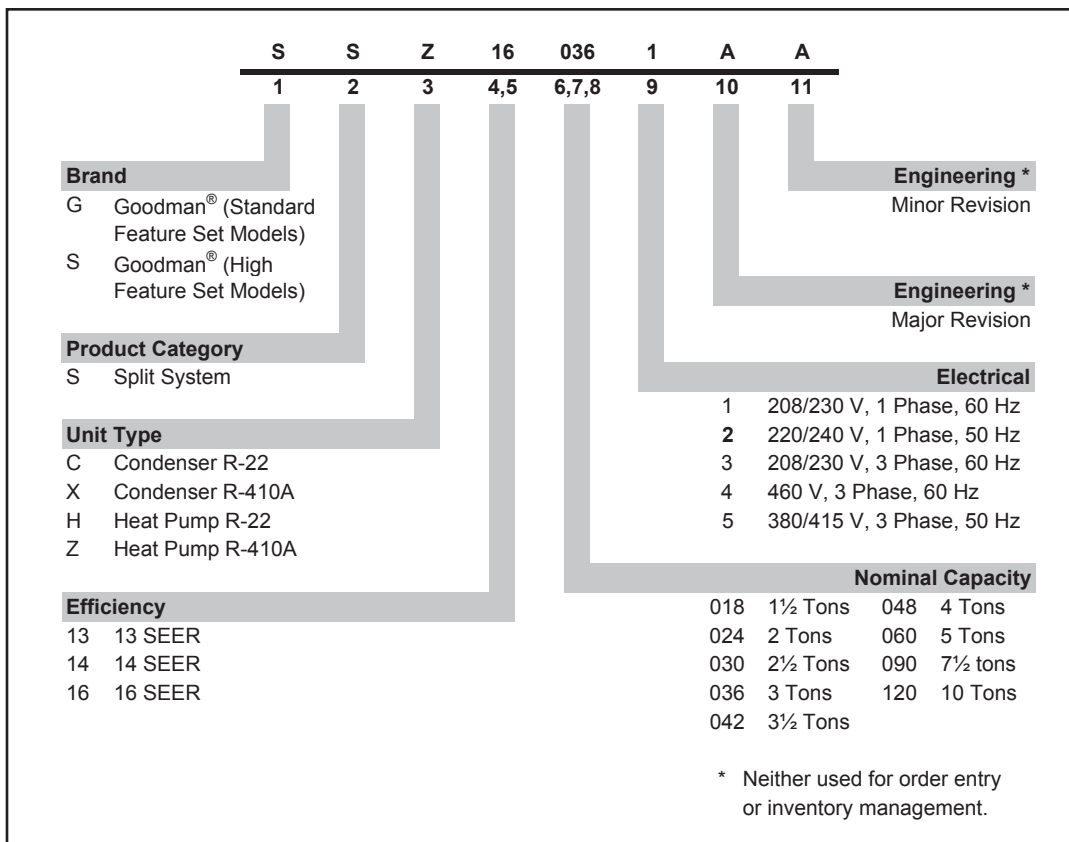 S S Z 16 036 1 A A
1 2 3 4,5 6,7,8 9 10 11
Brand
G Goodman® (Standard
Feature Set Models)
S Goodman® (High
Feature Set Models)
Product Category
S Split System
Unit Type
C Condenser R-22
X Condenser R-410A
H Heat Pump R-22
Z Heat Pump R-410A
Efficiency
13 13 SEER
14 14 SEER
16 16 SEER
Engineering *
Minor Revision
Engineering *
Major Revision
Electrical
1 208/230 V, 1 Phase, 60 Hz
2 220/240 V, 1 Phase, 50 Hz
3 208/230 V, 3 Phase, 60 Hz
4 460 V, 3 Phase, 60 Hz
5 380/415 V, 3 Phase, 50 Hz
Nominal Capacity
018 1½ Tons 048 4 Tons
024 2 Tons 060 5 Tons
030 2½ Tons 090 7½ tons
036 3 Tons 120 10 Tons
042 3½ Tons
* Neither used for order entry
or inventory management.